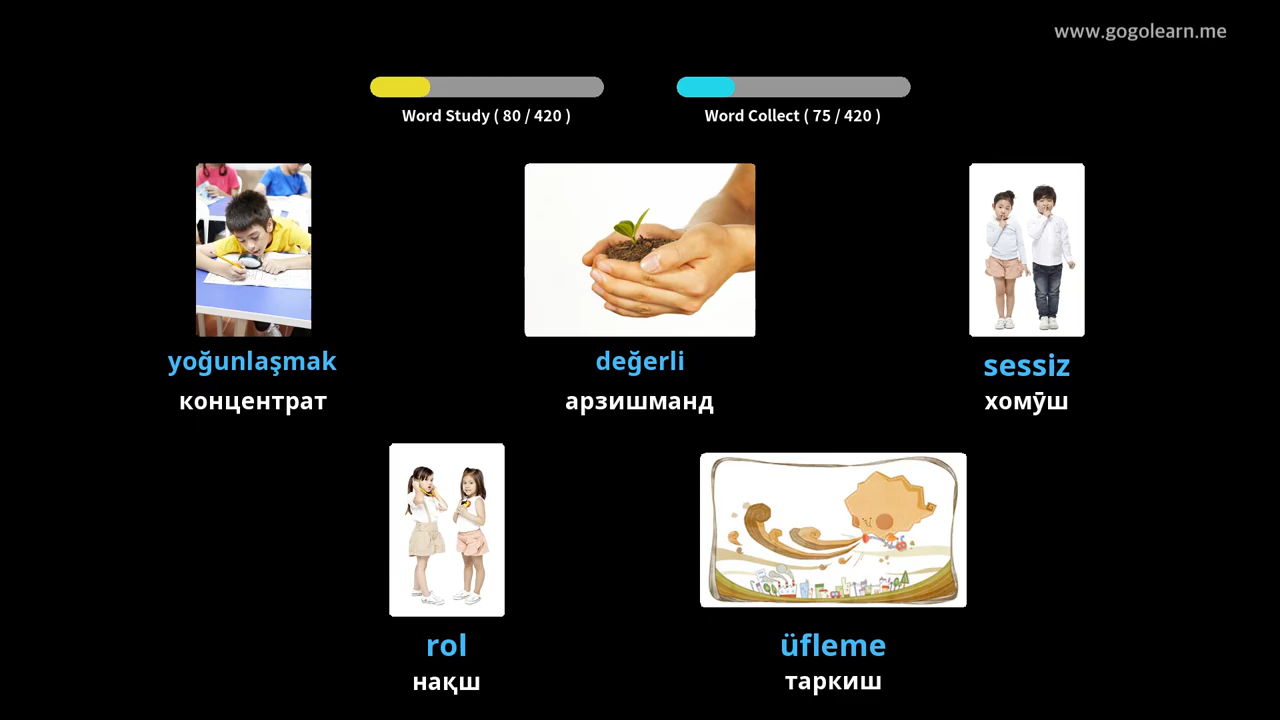 www.gogolearn.me
Word Study ( 80 / 420 )
Word Collect ( 75 / 420 )
yoğunlaşmak
концентрат
değerli
арзишманд
sessiz
хомӯш
rol
нақш
üfleme
таркиш